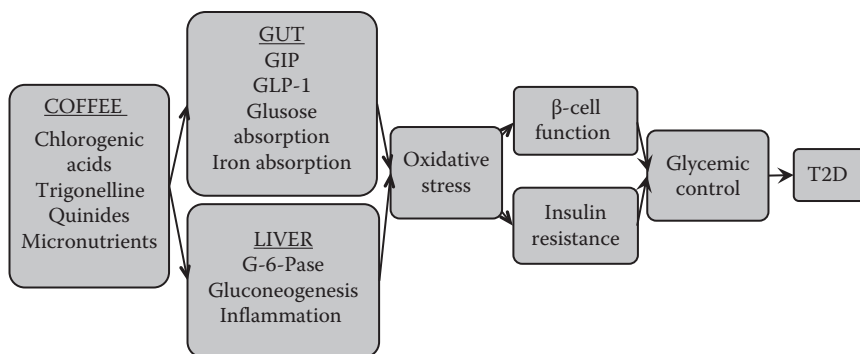 COFFEE
Chlorogenic
acids
Trigonelline
Quinides
Micronutrients
GUT
GIP
GLP-1
Glusose
absorption
Iron absorption
LIVER
G-6-Pase
Gluconeogenesis
Inflammation
Oxidative
stress
β-cell
function
Insulin
resistance
Glycemic
control
T2D